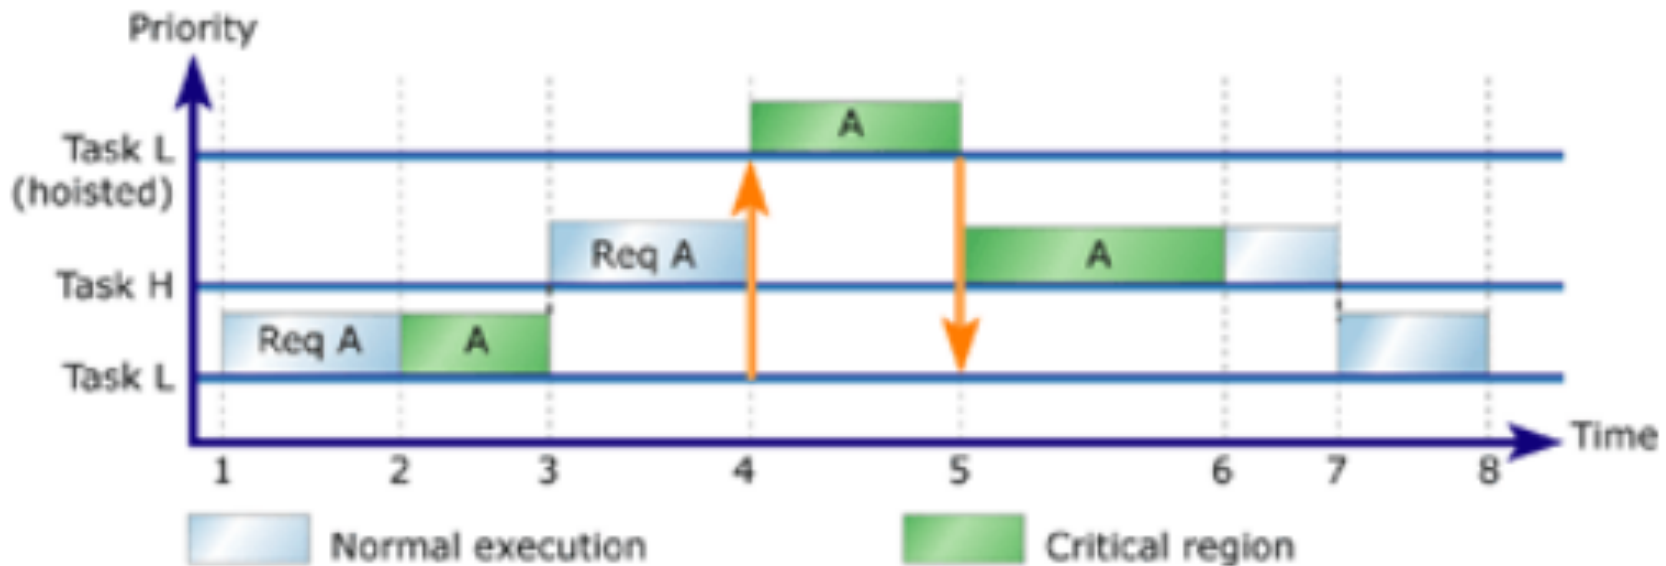 Priority
Task L
(hoisted)
A
Req A
A
Task H
Req A
A
Task L
Time
1 2 3 4 5 6 7 8
Normal execution
Critical region